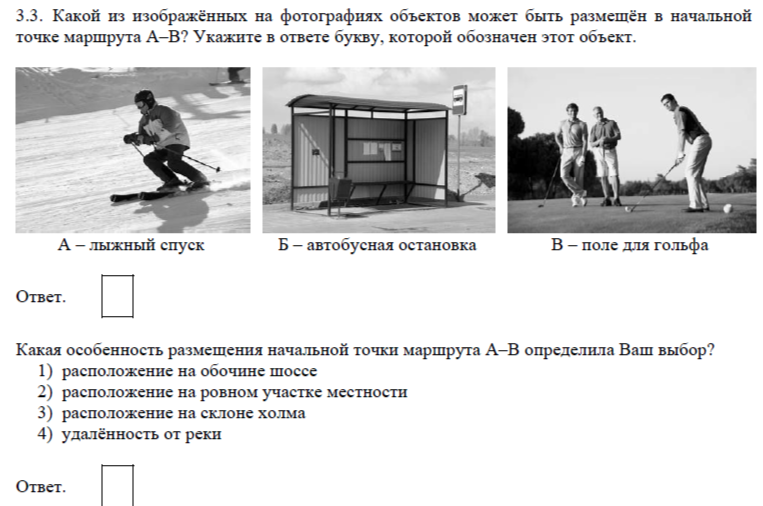 3.3. Какой из изображённых на фотографиях объектов может быть размещён в начальной
точке маршрута А–В? Укажите в ответе букву, которой обозначен этот объект.
А – лыжный спуск
Б – автобусная остановка
В – поле для гольфа
Ответ.
Какая особенность размещения начальной точки маршрута А–В определила Ваш выбор?
1) расположение на обочине шоссе
2) расположение на ровном участке местности
3) расположение на склоне холма
4) удалённость от реки
Ответ.